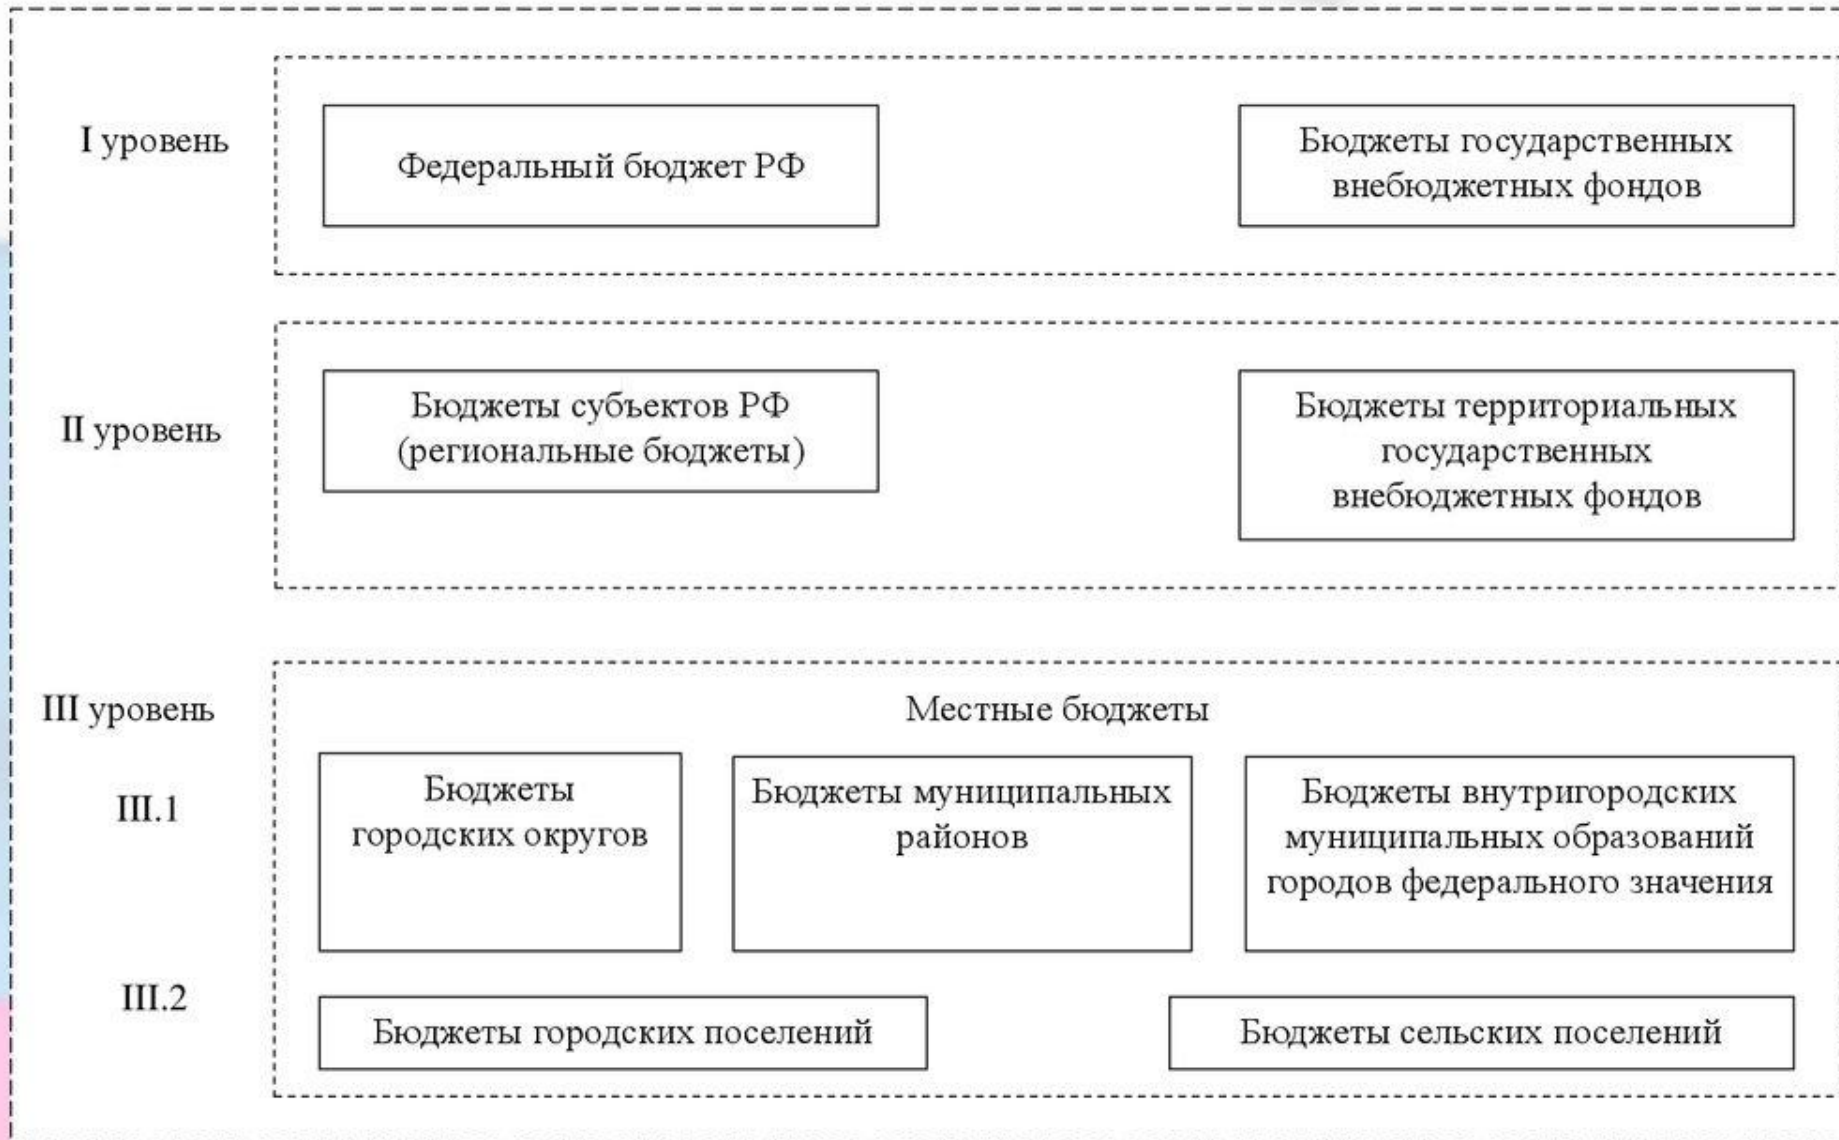 I уровень
Федеральный бюджет РФ
Бюджеты государственных
внебюджетных фондов
II уровень
Бюджеты субъектов РФ
(региональные бюджеты)
Бюджеты территориальных
государственных
внебюджетных фондов
III уровень
Местные бюджеты
III.1
Бюджеты
городских округов
Бюджеты муниципальных
районов
Бюджеты внутригородских
муниципальных образований
городов федерального значения
III.2
Бюджеты городских поселений
Бюджеты сельских поселений